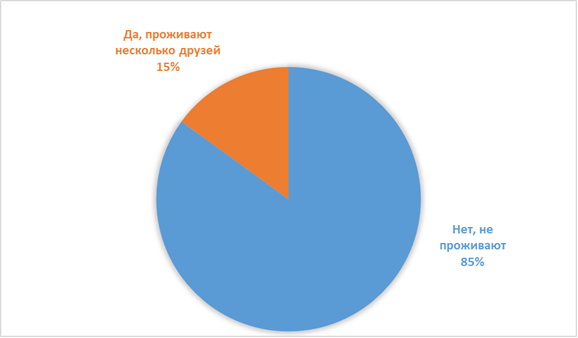 Да, проживают
несколько друзей
15%
Нет, не
проживают
85%